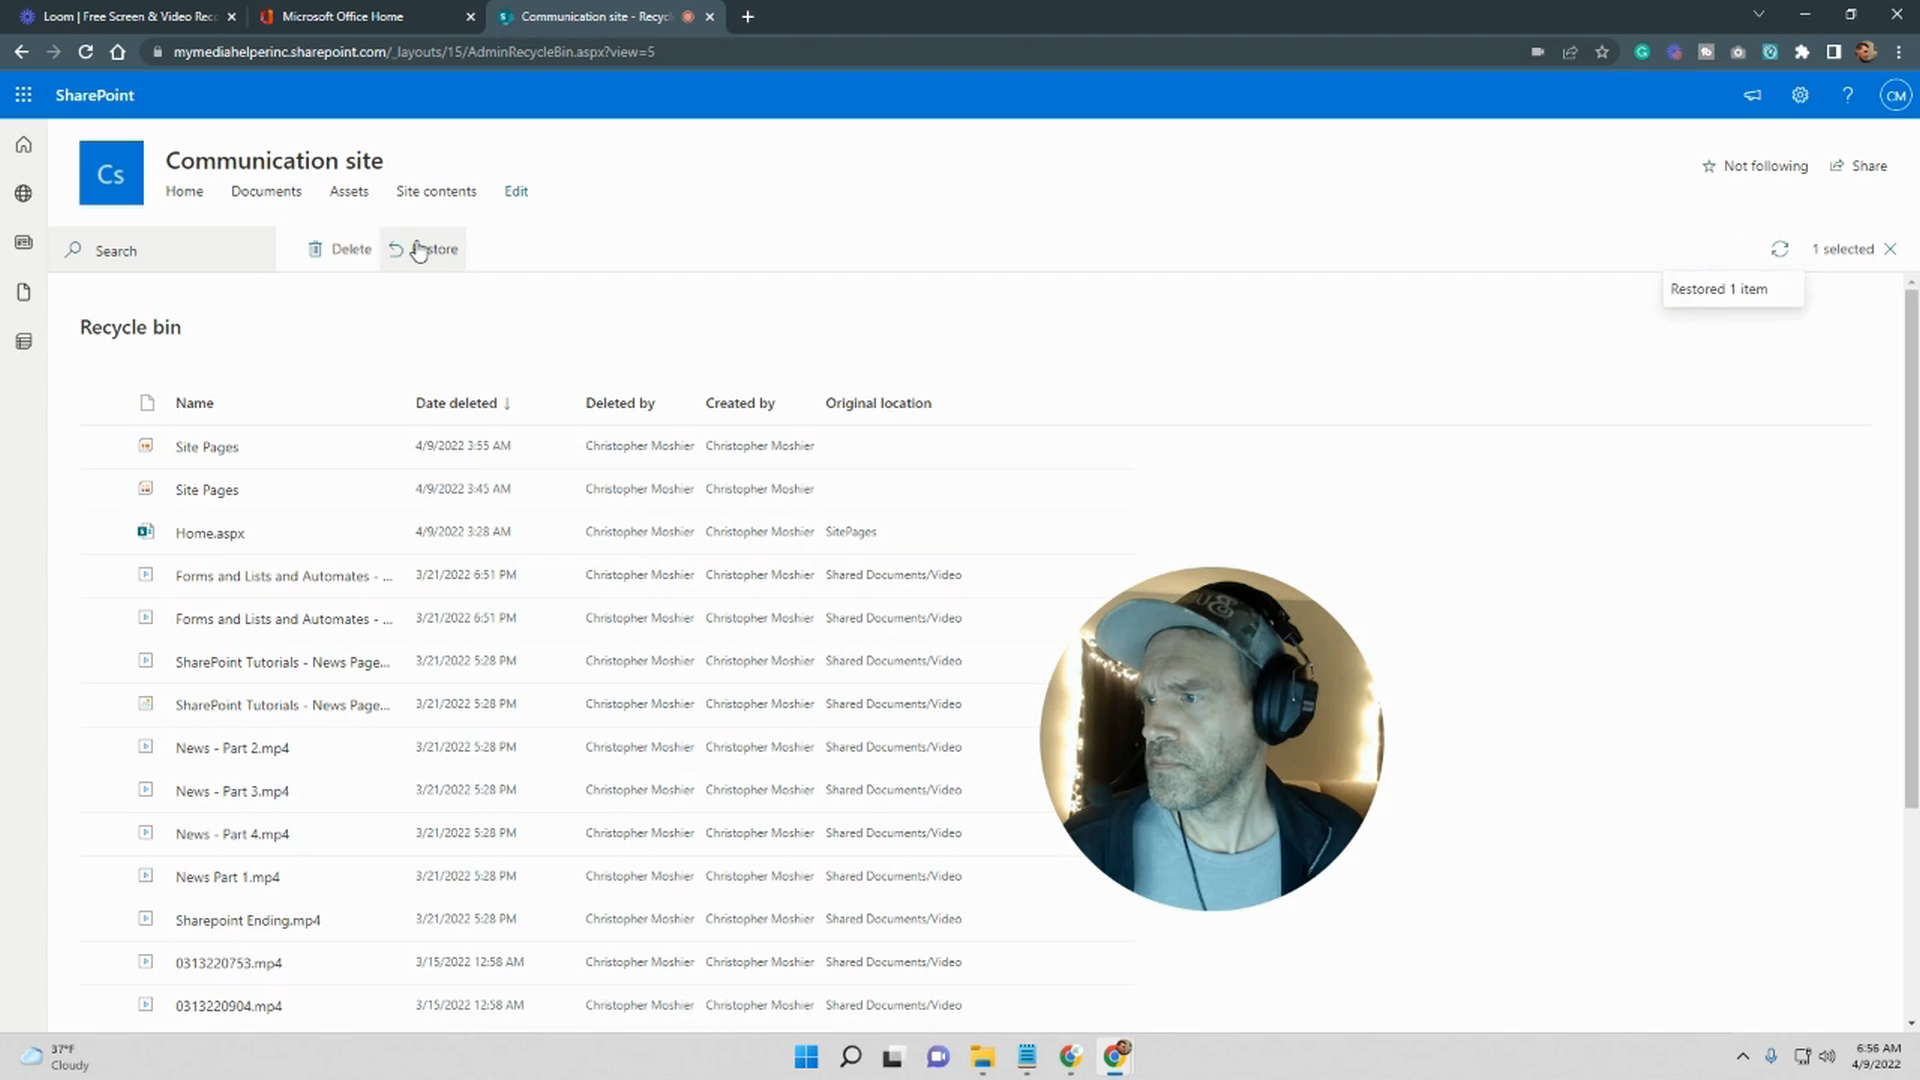 Loom | Free Screen & Video Rec
Microsoft Office Home
Communication site - Recyc
mymediahelperinc.sharepoint.com/_layouts/15/AdminRecycleBin.aspx?view=5
SharePoint
CM
Cs
Communication site
Home Documents Assets Site contents Edit
Not following Share
Search
Delete
1 selected
Restored 1 item
Recycle bin
Name Date deleted ↓ Deleted by Created by Original location
Site Pages 4/9/2022 3:55 AM Christopher Moshier Christopher Moshier
Site Pages 4/9/2022 3:45 AM Christopher Moshier Christopher Moshier
Home.aspx 4/9/2022 3:28 AM Christopher Moshier Christopher Moshier SitePages
Forms and Lists and Automates - ... 3/21/2022 6:51 PM Christopher Moshier Christopher Moshier Shared Documents/Video
Forms and Lists and Automates - ... 3/21/2022 6:51 PM Christopher Moshier Christopher Moshier Shared Documents/Video
SharePoint Tutorials - News Page... 3/21/2022 5:28 PM Christopher Moshier Christopher Moshier Shared Documents/Video
SharePoint Tutorials - News Page... 3/21/2022 5:28 PM Christopher Moshier Christopher Moshier Shared Documents/Video
News - Part 2.mp4 3/21/2022 5:28 PM Christopher Moshier Christopher Moshier Shared Documents/Video
News - Part 3.mp4 3/21/2022 5:28 PM Christopher Moshier Christopher Moshier Shared Documents/Video
News - Part 4.mp4 3/21/2022 5:28 PM Christopher Moshier Christopher Moshier Shared Documents/Video
News Part 1.mp4 3/21/2022 5:28 PM Christopher Moshier Christopher Moshier Shared Documents/Video
Sharepoint Ending.mp4 3/21/2022 5:28 PM Christopher Moshier Christopher Moshier Shared Documents/Video
0313220753.mp4 3/15/2022 12:58 AM Christopher Moshier Christopher Moshier Shared Documents/Video
0313220904.mp4 3/15/2022 12:58 AM Christopher Moshier Christopher Moshier Shared Documents/Video
37°F
Cloudy
6:56 AM
4/9/2022